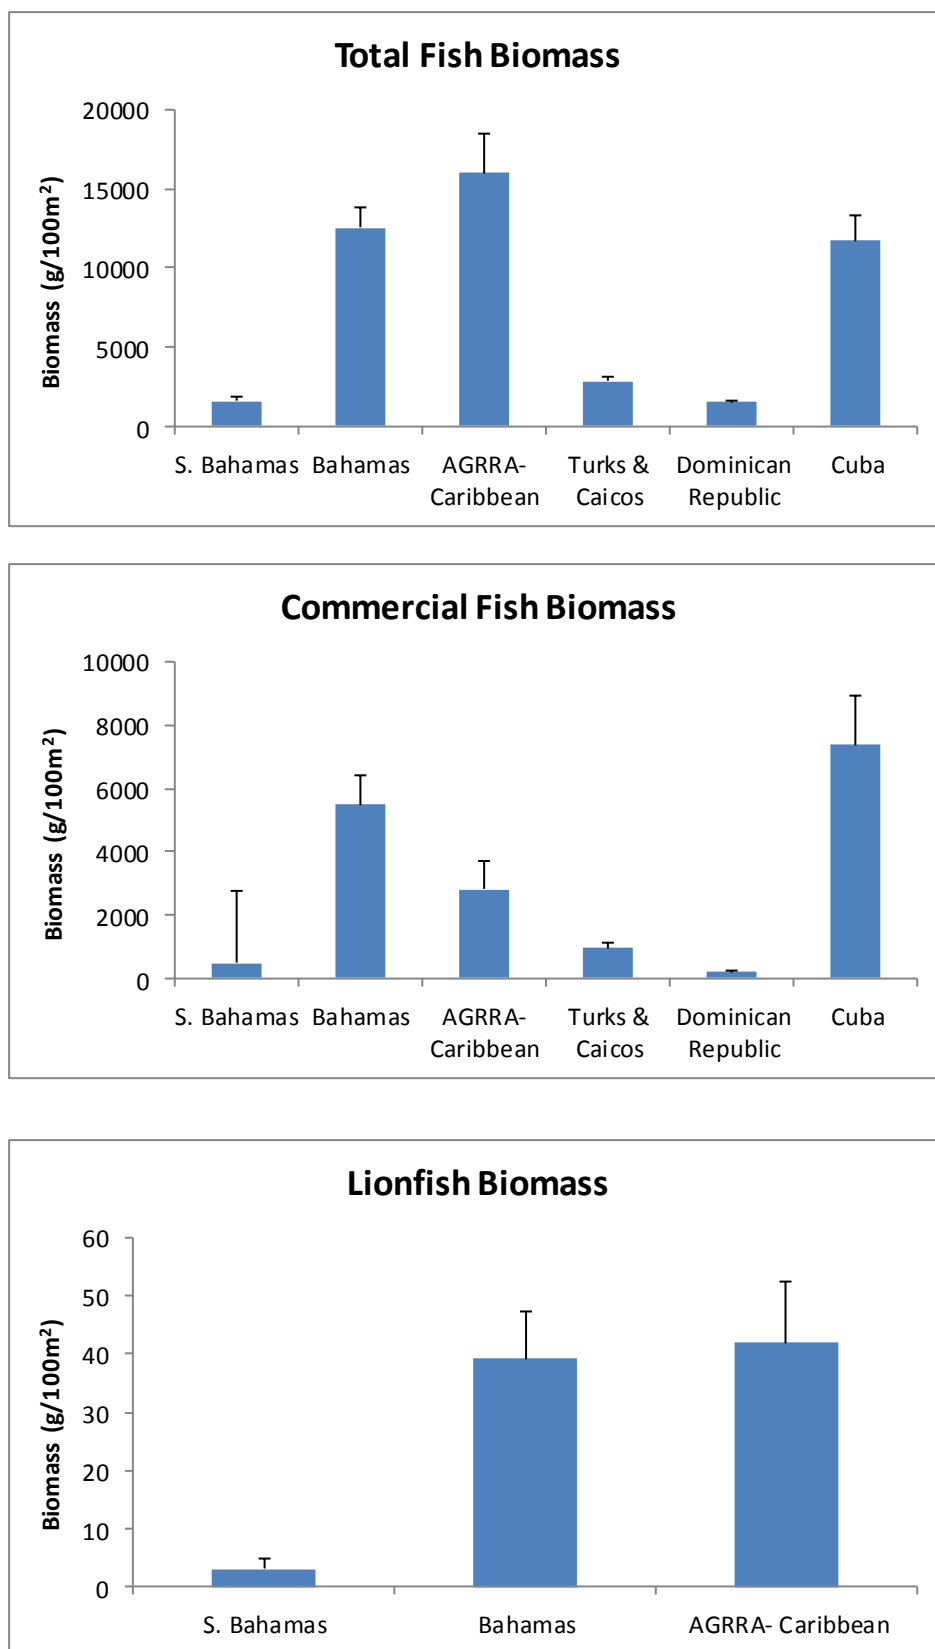 Total Fish Biomass
Biomass (g/100m²)
20000
15000
10000
5000
0
S. Bahamas Bahamas AGRRA- Turks & Dominican Cuba
Caribbean Caicos Republic
Commercial Fish Biomass
Biomass (g/100m²)
10000
8000
6000
4000
2000
0
S. Bahamas Bahamas AGRRA- Turks & Dominican Cuba
Caribbean Caicos Republic
Lionfish Biomass
Biomass (g/100m²)
60
50
40
30
20
10
0
S. Bahamas Bahamas AGRRA- Caribbean